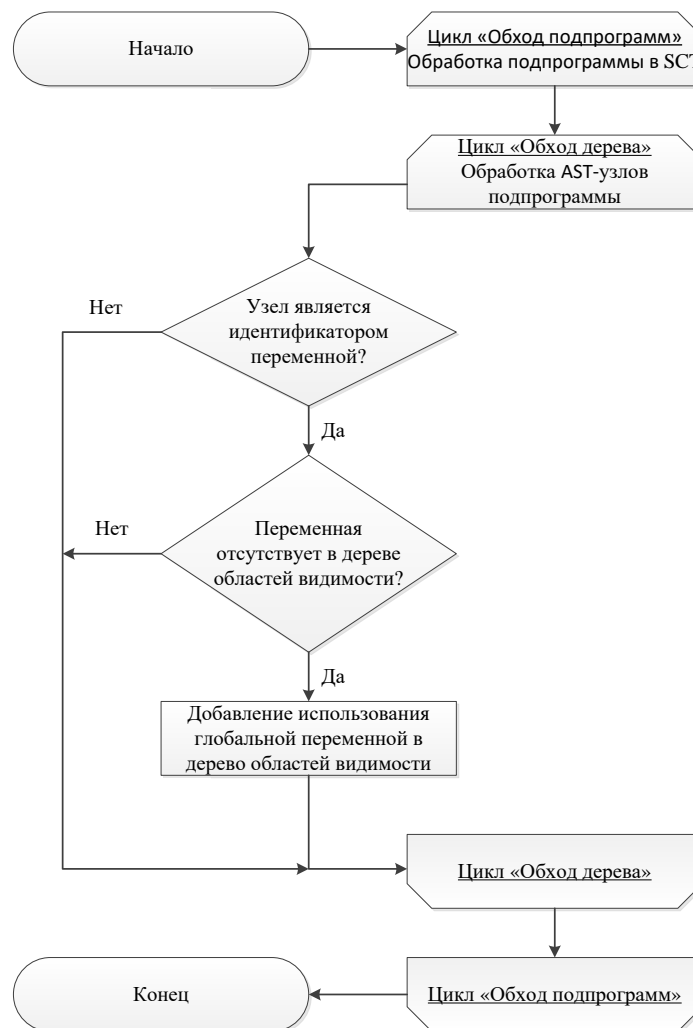 Начало
Цикл «Обход подпрограмм»
Обработка подпрограммы в SCT
Цикл «Обход дерева»
Обработка AST-узлов
подпрограммы
Нет
Узел является
идентификатором
переменной?
Да
Нет
Переменная
отсутствует в дереве
областей видимости?
Да
Добавление использования
глобальной переменной в
дерево областей видимости
Цикл «Обход дерева»
Конец
Цикл «Обход подпрограмм»